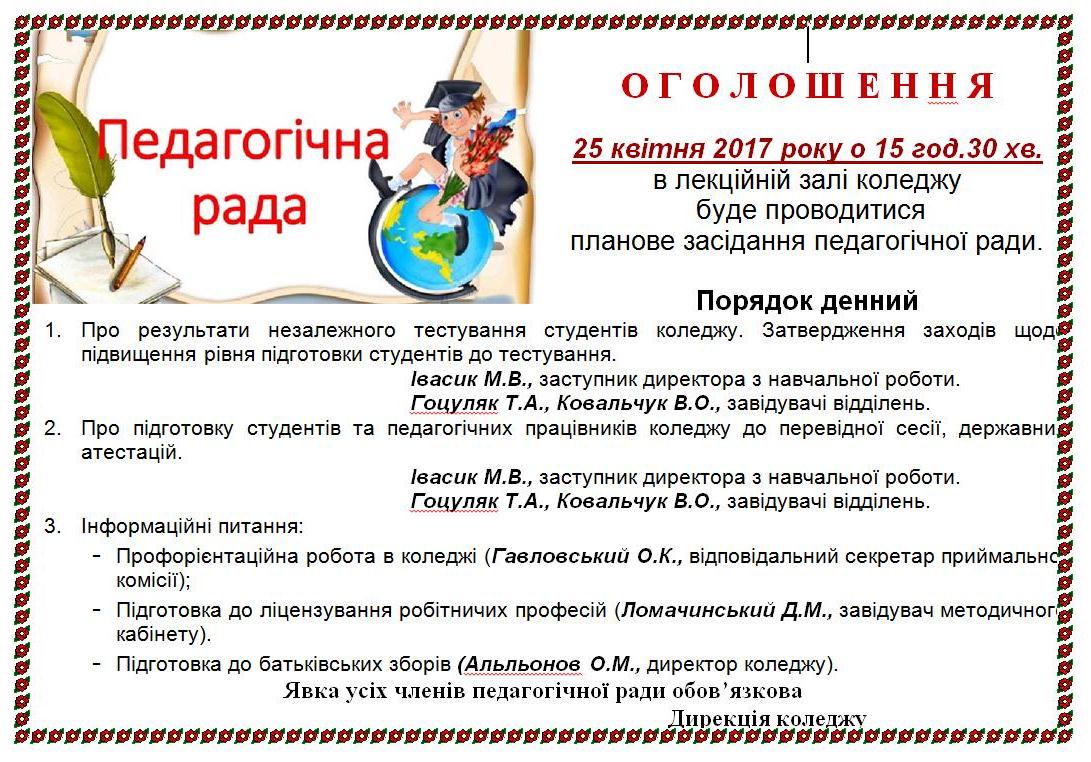 Педагогічна
рада
О Г О Л О Ш Е Н Н Я
25 квітня 2017 року о 15 год.30 хв.
в лекційній залі коледжу
буде проводитися
планове засідання педагогічної ради.
Порядок денний
1. Про результати незалежного тестування студентів коледжу. Затвердження заходів щод
підвищення рівня підготовки студентів до тестування.
Івасик М.В., заступник директора з навчальної роботи.
Гоцуляк Т.А., Ковальчук В.О., завідувачі відділень.
2. Про підготовку студентів та педагогічних працівників коледжу до перевідної сесії, державни
атестацій.
Івасик М.В., заступник директора з навчальної роботи.
Гоцуляк Т.А., Ковальчук В.О., завідувачі відділень.
3. Інформаційні питання:
- Профорієнтаційна робота в коледжі (Гавловський О.К., відповідальний секретар приймально
комісії);
- Підготовка до ліцензування робітничих професій (Ломачинський Д.М., завідувач методичног
кабінету).
- Підготовка до батьківських зборів (Альльонов О.М., директор коледжу).
Явка усіх членів педагогічної ради обов’язкова
Дирекція коледжу